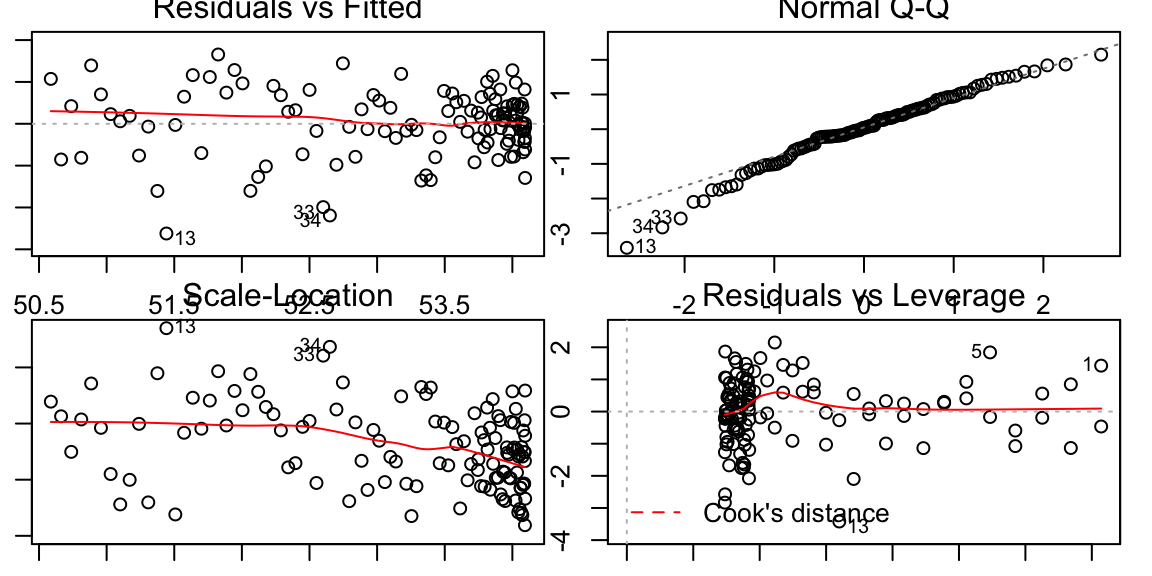 Residuals vs Fitted
Normal Q-Q
33
34
13
1
-1
-3
33
34
13
50.5 51.5 52.5 53.5
-2 -1 0 1 2
Scale-Location
Residuals vs Leverage
13
34
33
2
0
-2
-4
5
1
13
Cook's distance